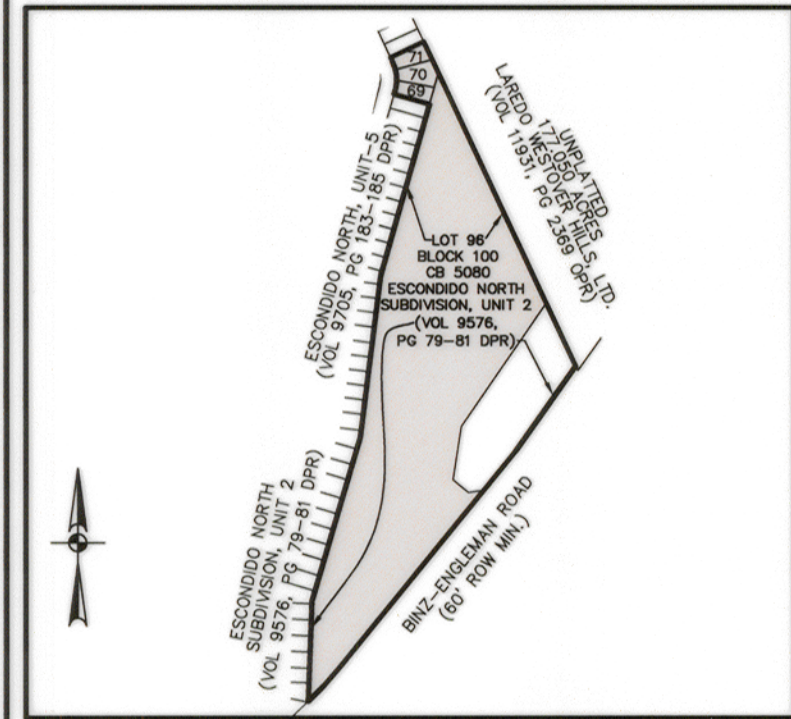 71
70
69
UNPLATTED
177.050 ACRES
LAREDO WESTOVER HILLS, LTD.
(VOL 11931, PG 2369 OPR)
ESCONDIDO NORTH, UNIT-5
(VOL 9705, PG 183-185 DPR)
LOT 96
BLOCK 100
CB 5080
ESCONDIDO NORTH
SUBDIVISION, UNIT 2
(VOL 9576,
PG 79-81 DPR)
ESCONDIDO NORTH
SUBDIVISION, UNIT 2
(VOL 9576, PG 79-81 DPR)
BINZ-ENGLEMAN ROAD
(60' ROW MIN.)